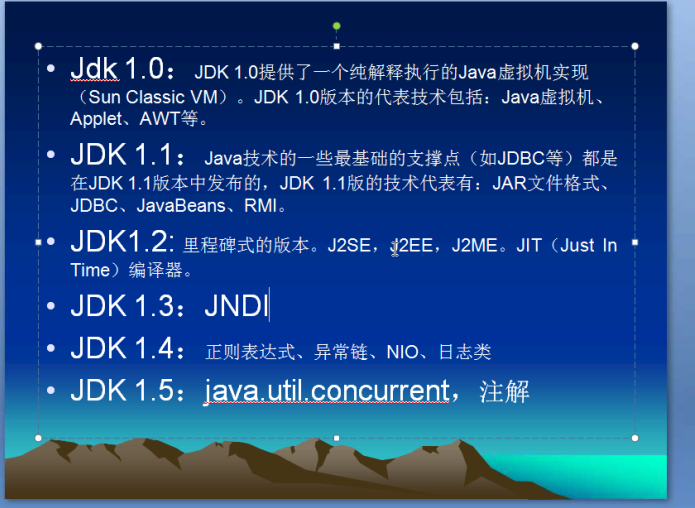 Jdk 1.0：JDK 1.0提供了一个纯解释执行的Java虚拟机实现
（Sun Classic VM）。JDK 1.0版本的代表技术包括：Java虚拟机、
Applet、AWT等。
JDK 1.1：Java技术的一些最基础的支撑点（如JDBC等）都是
在JDK 1.1版本中发布的，JDK 1.1版的技术代表有：JAR文件格式、
JDBC、JavaBeans、RMI。
JDK1.2: 里程碑式的版本。J2SE，J2EE，J2ME。JIT（Just In
Time）编译器。
JDK 1.3：JNDI
JDK 1.4：正则表达式、异常链、NIO、日志类
JDK 1.5：java.util.concurrent，注解